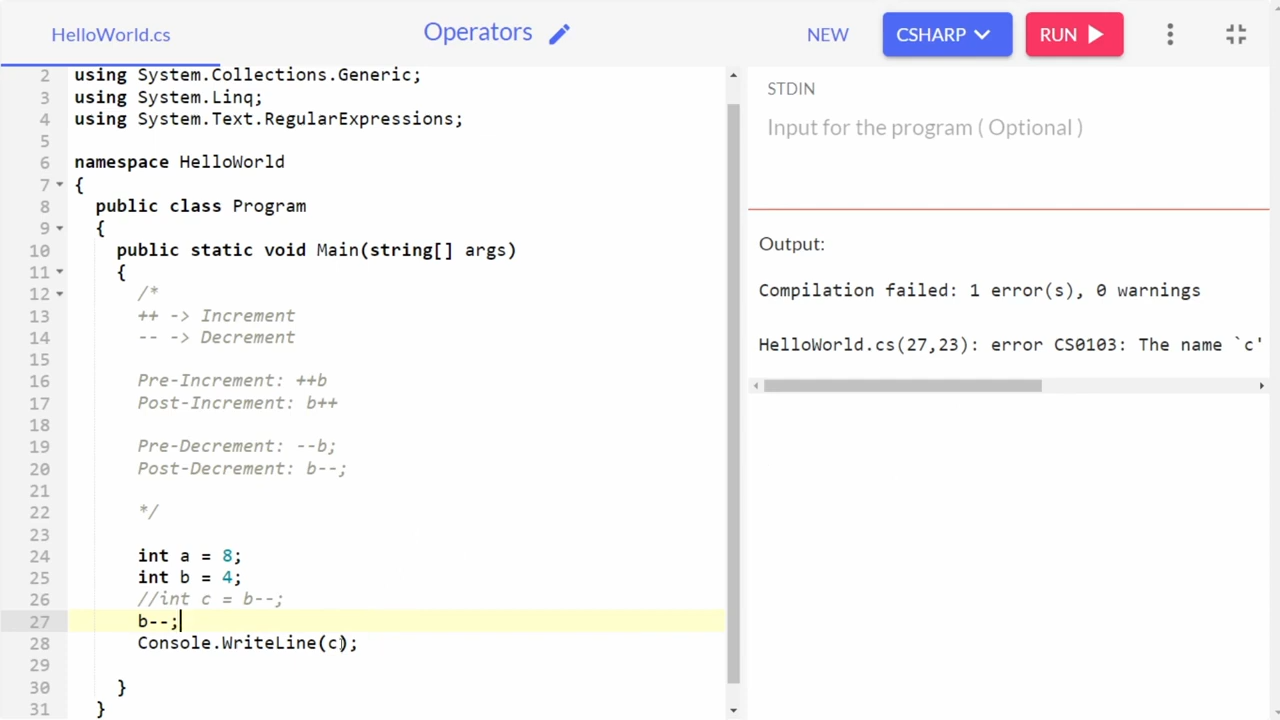 HelloWorld.cs
Operators
NEW
CSHARP
RUN
2 using System.Collections.Generic;
3 using System.Linq;
4 using System.Text.RegularExpressions;
5
6 namespace HelloWorld
7 {
8 public class Program
9 {
10 public static void Main(string[] args)
11 {
12 /*
13 ++ -> Increment
14 -- -> Decrement
15
16 Pre-Increment: ++b
17 Post-Increment: b++
18
19 Pre-Decrement: --b;
20 Post-Decrement: b--;
21
22 */
23
24 int a = 8;
25 int b = 4;
26 //int c = b--;
27 b--;
28 Console.WriteLine(c);
29
30 }
31 }
STDIN
Input for the program ( Optional )
Output:
Compilation failed: 1 error(s), 0 warnings
HelloWorld.cs(27,23): error CS0103: The name `c'